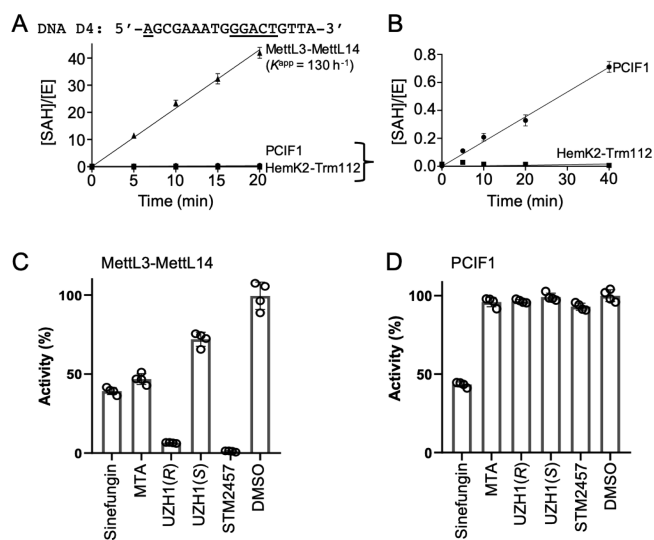 A
DNA D4: 5’-AGCGAAATGGGACTGTTA-3’
[SAH]/[E]
40
30
20
10
0
MettL3-MettL14
(Kapp = 130 h-1)
PCIF1
HemK2-Trm112
0 5 10 15 20
Time (min)
B
[SAH]/[E]
0.8
0.6
0.4
0.2
0.0
PCIF1
HemK2-Trm112
0 10 20 30 40
Time (min)
C
MettL3-MettL14
Activity (%)
100
50
0
Sinefungin
MTA
UZH1(R)
UZH1(S)
STM2457
DMSO
D
PCIF1
Activity (%)
100
50
0
Sinefungin
MTA
UZH1(R)
UZH1(S)
STM2457
DMSO